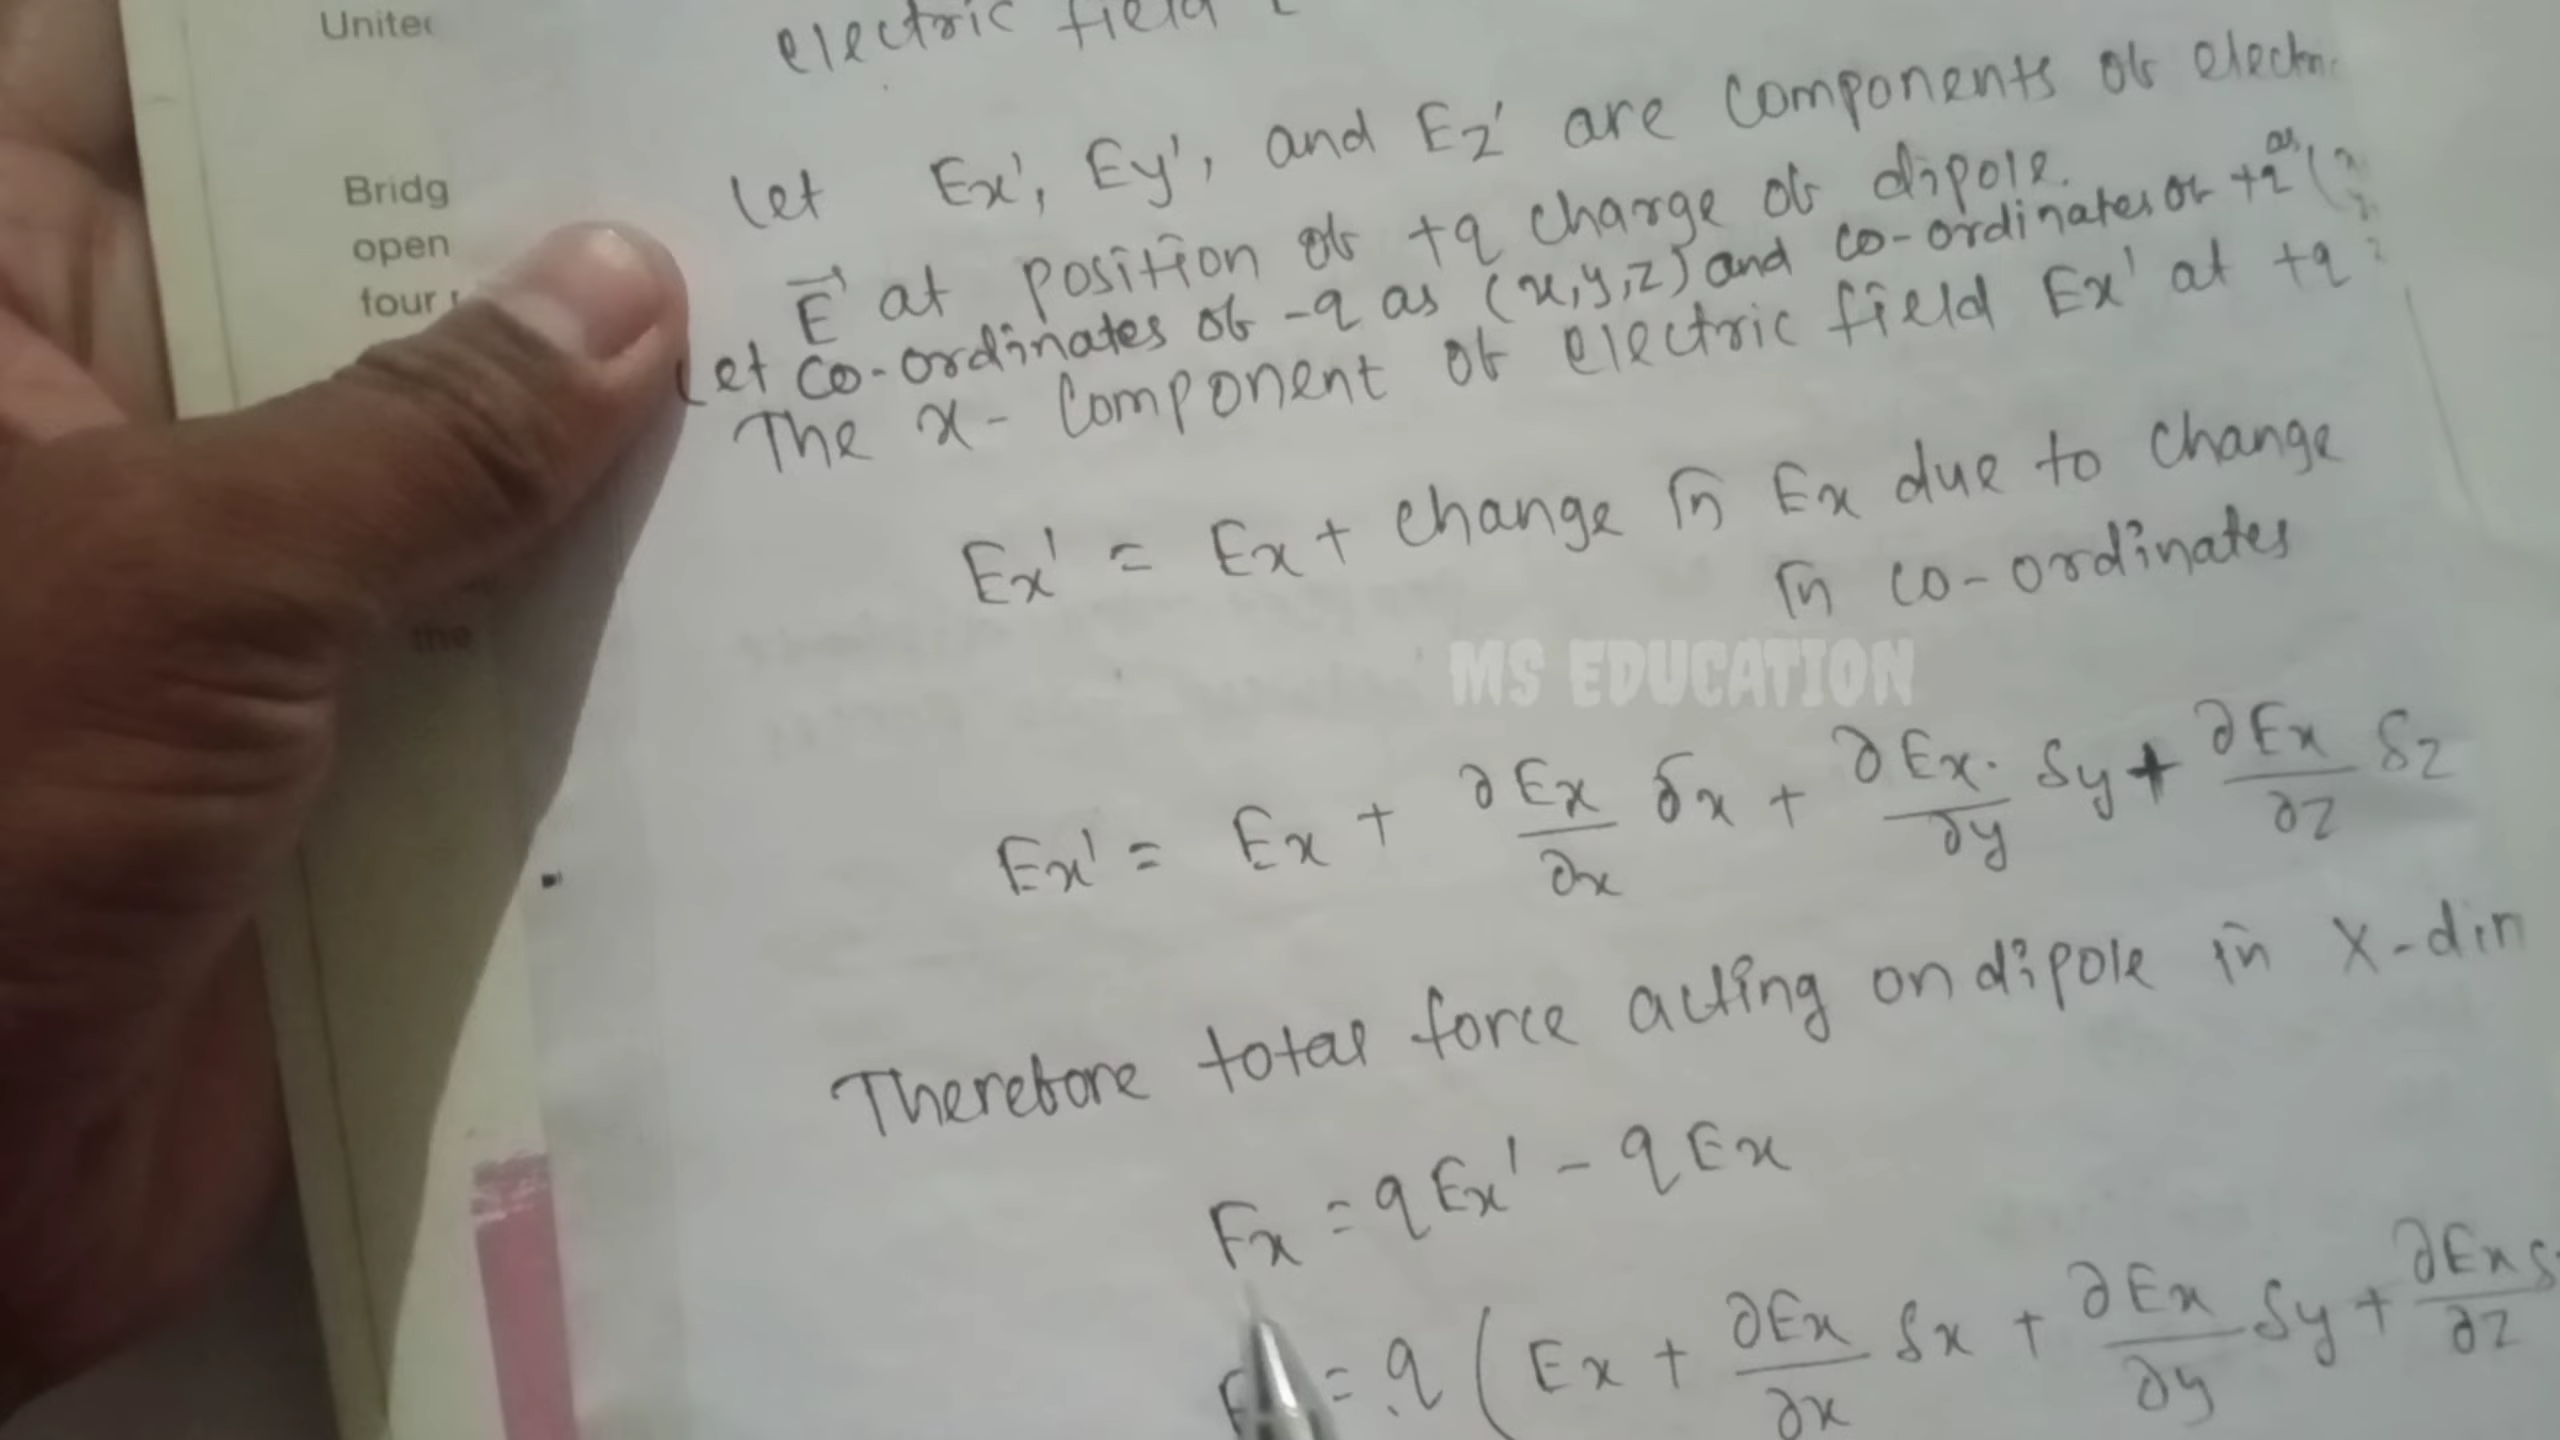 United
Bridg
open
four
the
electric field
Let Ex', Ey', and Ez' are components of electric
E' at position of +q charge of dipole.
Let co-ordinates of -q as (x,y,z) and co-ordinates of +q as
The x- component of electric field Ex' at +q
Ex' = Ex + change in Ex due to change
in co-ordinates
MS EDUCATION
Ex' = Ex + ∂Ex/∂x δx + ∂Ex/∂y δy + ∂Ex/∂z δz
Therefore total force acting on dipole in X-dir
Fx = qEx' - qEx
= q (Ex + ∂Ex/∂x δx + ∂Ex/∂y δy + ∂Ex/∂z δ